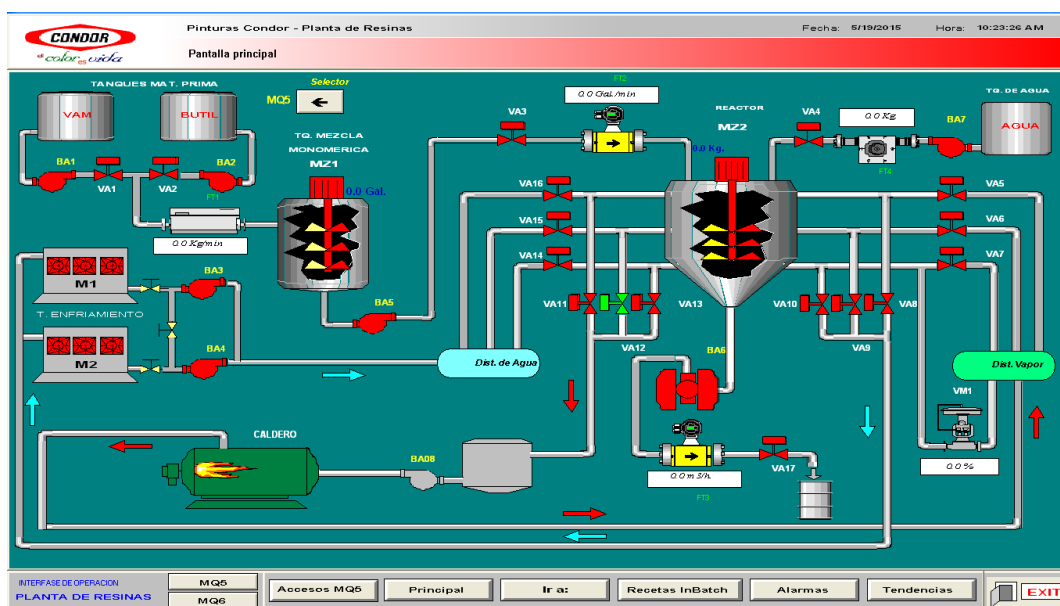 CONDOR
el color es vida
Pinturas Condor - Planta de Resinas
Fecha: 5/19/2015 Hora: 10:23:26 AM
Pantalla principal
TANQUES MAT. PRIMA
VAM
BUTIL
BA1
VA1
VA2
BA2
FT1
0.0 Kg/min
Selector
MQ5
TQ. MEZCLA
MONOMERICA
MZ1
0.0 Gal.
BA5
VA3
FT2
0.0 Gal./min
REACTOR
MZ2
0.0 Kg.
VA4
0.0 Kg
FT4
BA7
TQ. DE AGUA
AGUA
VA16
VA15
VA14
VA5
VA6
VA7
VA11
VA12
VA13
VA10
VA9
VA8
M1
T. ENFRIAMIENTO
M2
BA3
BA4
Dist. de Agua
BA6
Dist. Vapor
VM1
0.0 %
CALDERO
BA08
0.0 m3/h
FT3
VA17
INTERFASE DE OPERACION
PLANTA DE RESINAS
MQ5
MQ6
Accesos MQ5
Principal
Ir a:
Recetas InBatch
Alarmas
Tendencias
EXIT